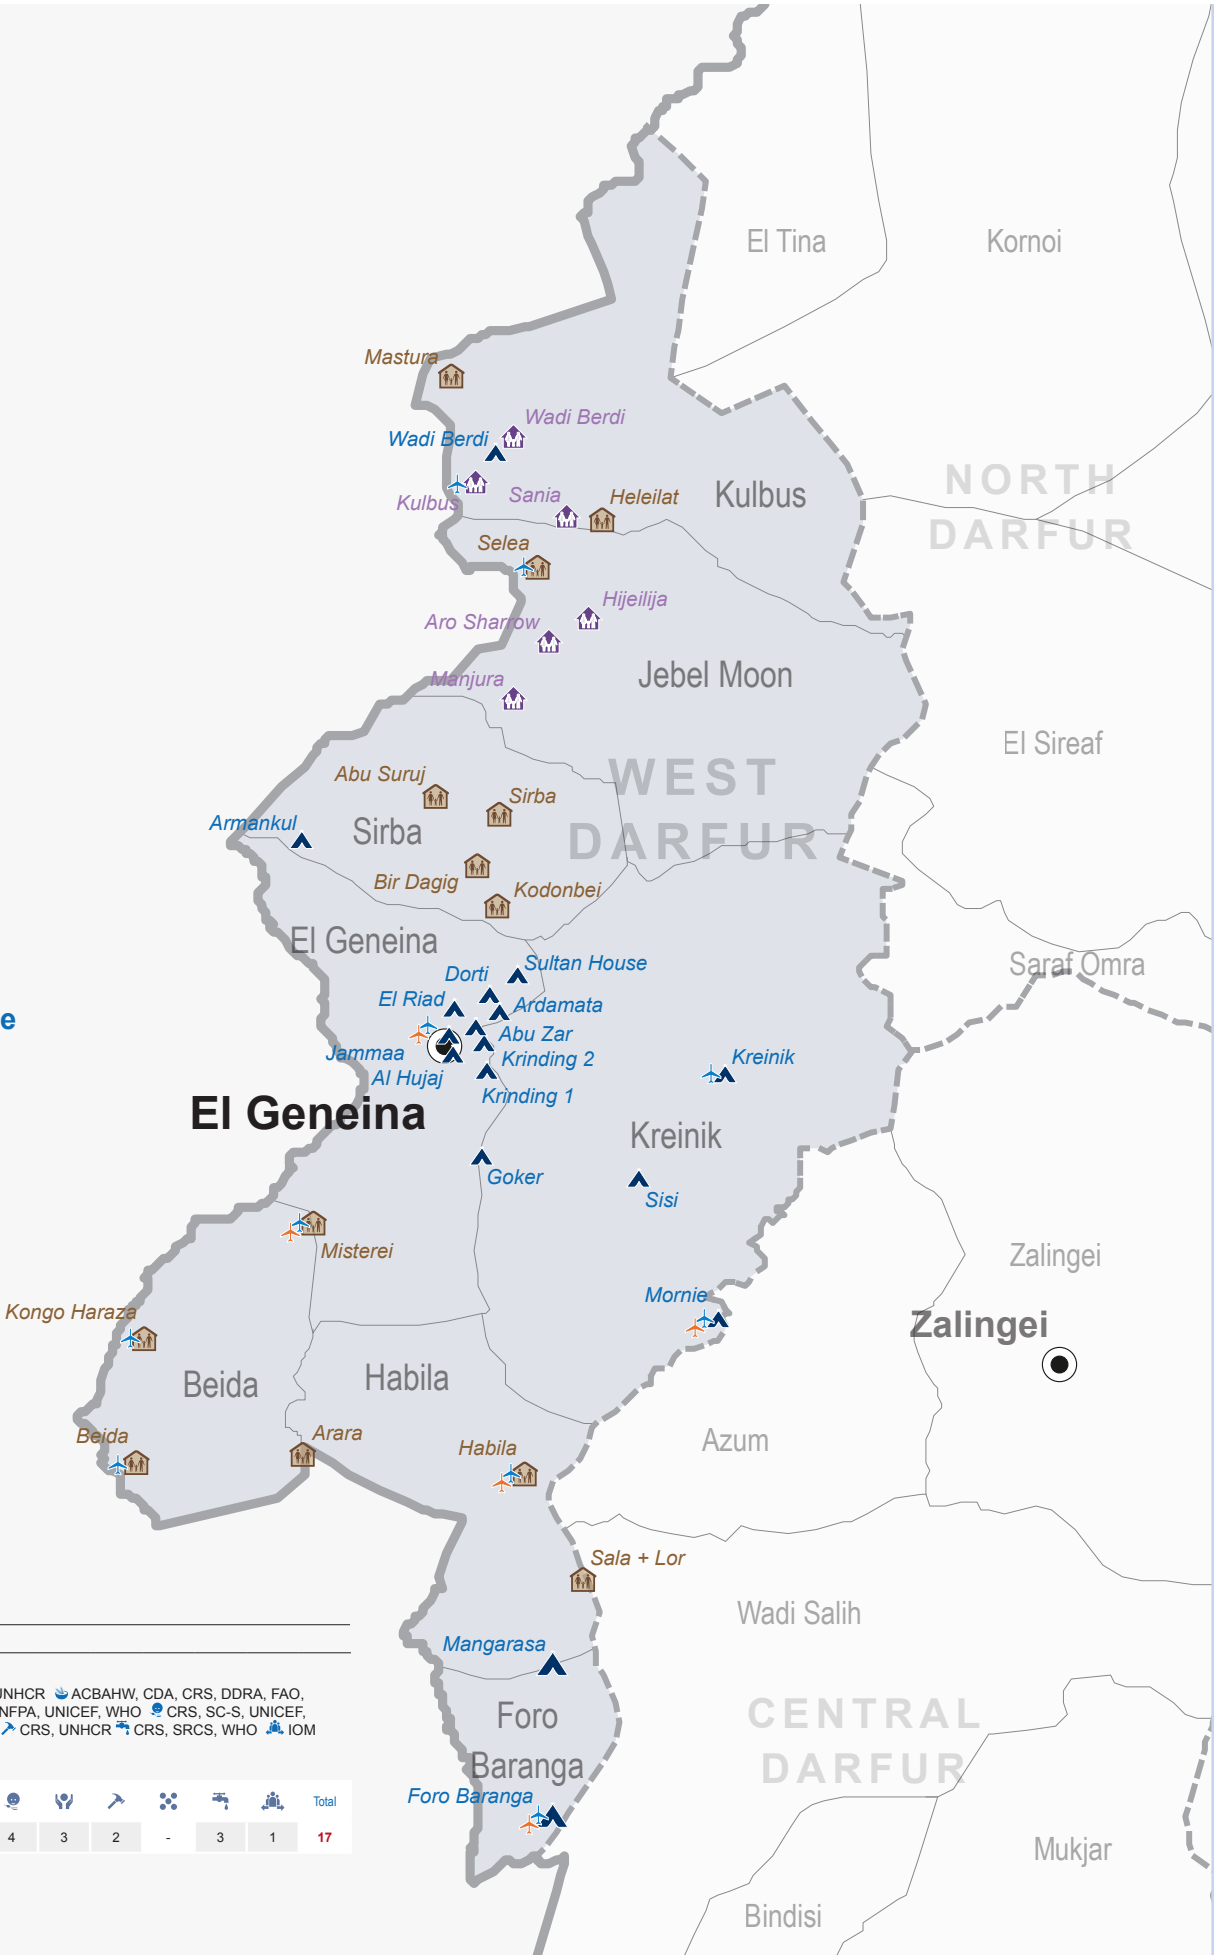 El Tina
Kornoi
Mastura
Wadi Berdi
Wadi Berdi
NORTH
DARFUR
Kulbus
Kulbus
Sania
Heleilat
Selea
Hijeilija
Aro Sharrow
Jebel Moon
Manjura
El Sireaf
WEST
DARFUR
Abu Suruj
Sirba
Armankul
Sirba
Bir Dagig
Kodonbei
El Geneina
Saraf Omra
Sultan House
Dorti
El Riad
Ardamata
e
Abu Zar
Jammaa
Krinding 2
Kreinik
Al Hujaj
Krinding 1
El Geneina
Kreinik
Goker
Sisi
Misterei
Zalingei
Mornie
Kongo Haraza
Zalingei
Beida
Habila
Beida
Arara
Habila
Azum
Sala + Lor
Wadi Salih
Mangarasa
Foro
Baranga
CENTRAL
DARFUR
Foro Baranga
Mukjar
Bindisi
UNHCR ACBAHW, CDA, CRS, DDRA, FAO,
NFPA, UNICEF, WHO CRS, SC-S, UNICEF,
CRS, UNHCR CRS, SRCS, WHO IOM
Total
4 3 2 - 3 1 17